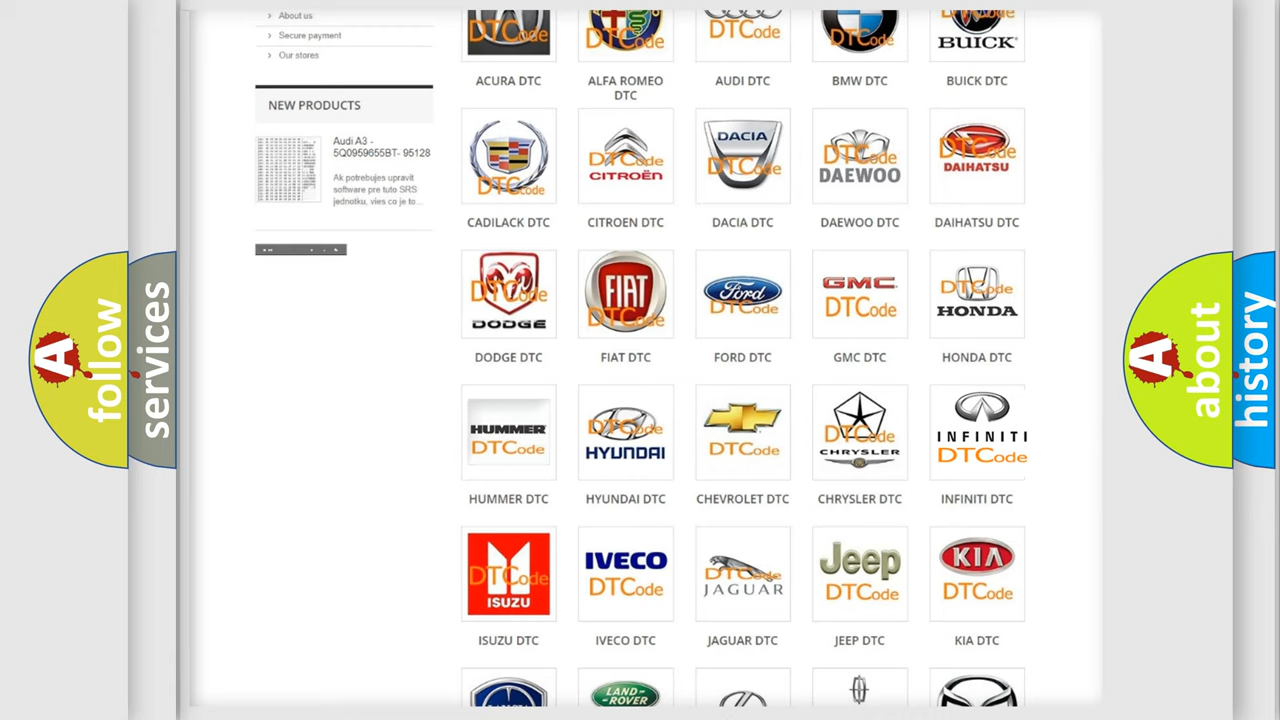 About us
Secure payment
Our stores
NEW PRODUCTS
Audi A3 -
5Q0959655BT- 95128
Ak potrebujes upravit
software pre tuto SRS
jednotku, vies co je to...
DTCode
DTCode
DTCode
DTCode
BUICK
ACURA DTC
ALFA ROMEO
DTC
AUDI DTC
BMW DTC
BUICK DTC
DTCode
DTCode
CITROËN
DACIA
DTCode
DTCode
DAEWOO
DTCode
DAIHATSU
CADILACK DTC
CITROEN DTC
DACIA DTC
DAEWOO DTC
DAIHATSU DTC
DTCode
DODGE
FIAT
DTCode
Ford
DTCode
GMC
DTCode
DTCode
HONDA
DODGE DTC
FIAT DTC
FORD DTC
GMC DTC
HONDA DTC
HUMMER
DTCode
DTCode
HYUNDAI
DTCode
DTCode
CHRYSLER
INFINITI
DTCode
HUMMER DTC
HYUNDAI DTC
CHEVROLET DTC
CHRYSLER DTC
INFINITI DTC
DTCode
ISUZU
IVECO
DTCode
DTCode
JAGUAR
Jeep
DTCode
KIA
DTCode
ISUZU DTC
IVECO DTC
JAGUAR DTC
JEEP DTC
KIA DTC
LAND-
ROVER
A
follow
services
A
about
history